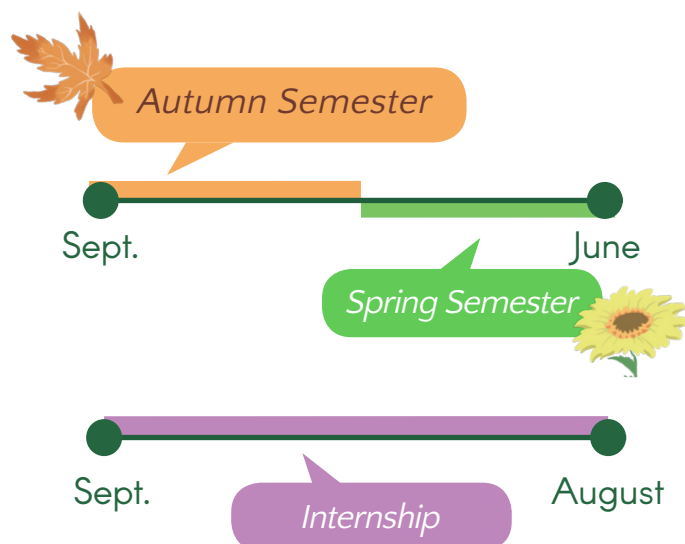 Autumn Semester
Sept.
June
Spring Semester
Sept.
August
Internship